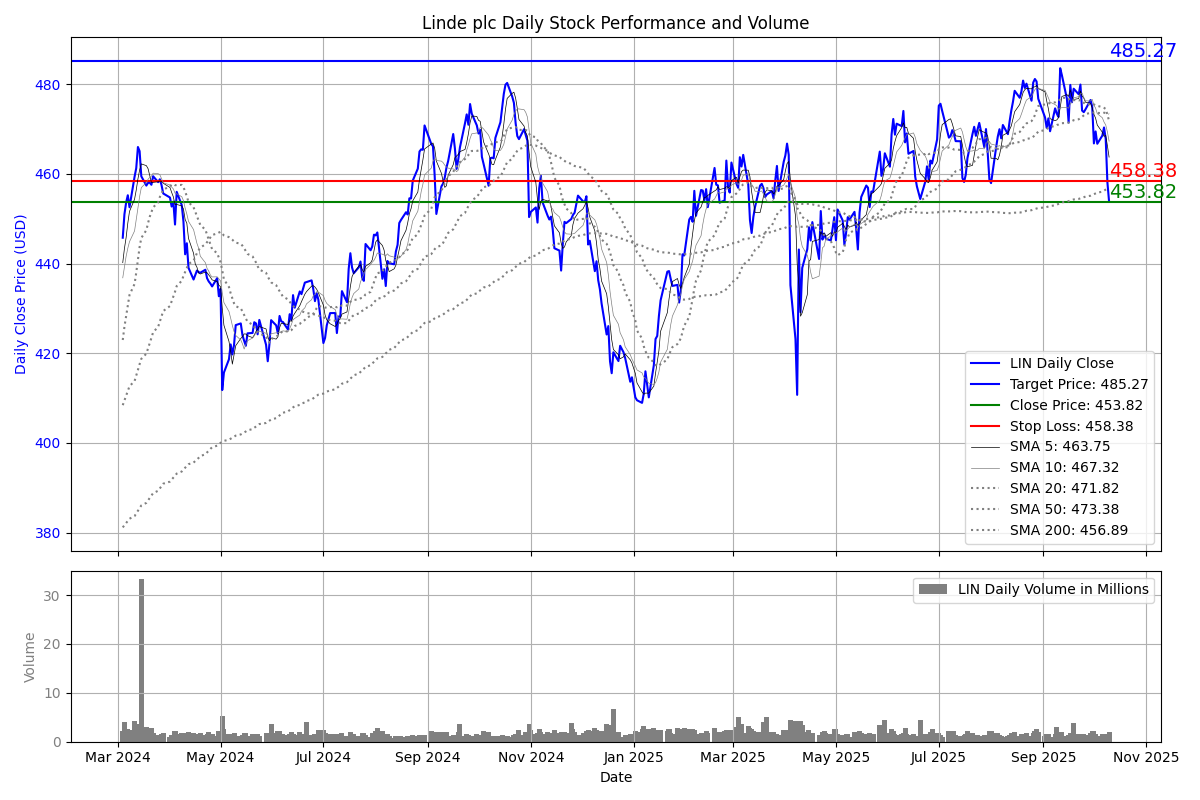 Linde plc Daily Stock Performance and Volume
485.27
480
460
458.38
453.82
440
420
400
380
Daily Close Price (USD)
LIN Daily Close
Target Price: 485.27
Close Price: 453.82
Stop Loss: 458.38
SMA 5: 463.75
SMA 10: 467.32
SMA 20: 471.82
SMA 50: 473.38
SMA 200: 456.89
LIN Daily Volume in Millions
30
20
10
0
Volume
Mar 2024 May 2024 Jul 2024 Sep 2024 Nov 2024 Jan 2025 Mar 2025 May 2025 Jul 2025 Sep 2025 Nov 2025
Date